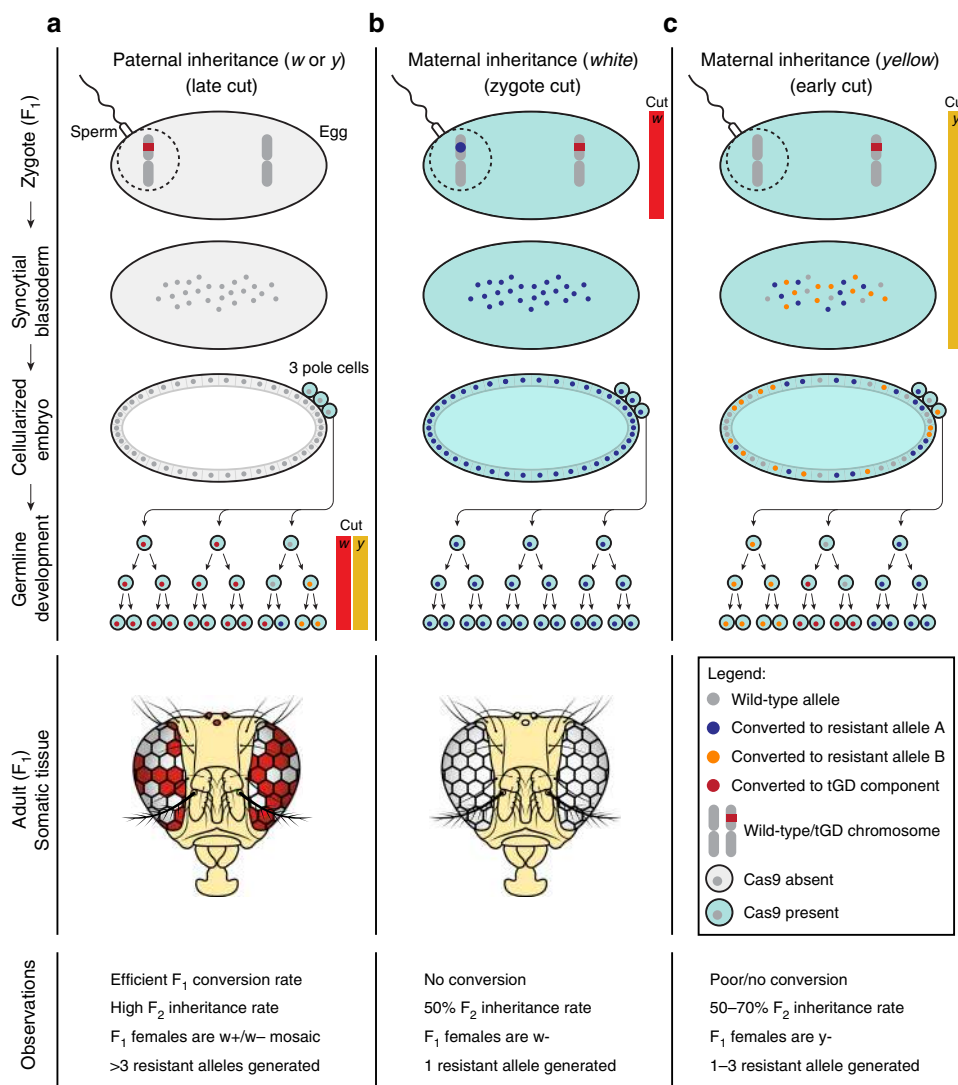 a
Paternal inheritance (w or y)
(late cut)
b
Maternal inheritance (white)
(zygote cut)
c
Maternal inheritance (yellow)
(early cut)
Zygote (F1)
Sperm
Egg
Cut
w
Cut
y
Syncytial
blastoderm
Cellularized
embryo
3 pole cells
Germline
development
Cut
w y
Adult (F1)
Somatic tissue
Legend:
Wild-type allele
Converted to resistant allele A
Converted to resistant allele B
Converted to tGD component
Wild-type/tGD chromosome
Cas9 absent
Cas9 present
Observations
Efficient F1 conversion rate
High F2 inheritance rate
F1 females are w+/w– mosaic
>3 resistant alleles generated
No conversion
50% F2 inheritance rate
F1 females are w-
1 resistant allele generated
Poor/no conversion
50–70% F2 inheritance rate
F1 females are y-
1–3 resistant allele generated